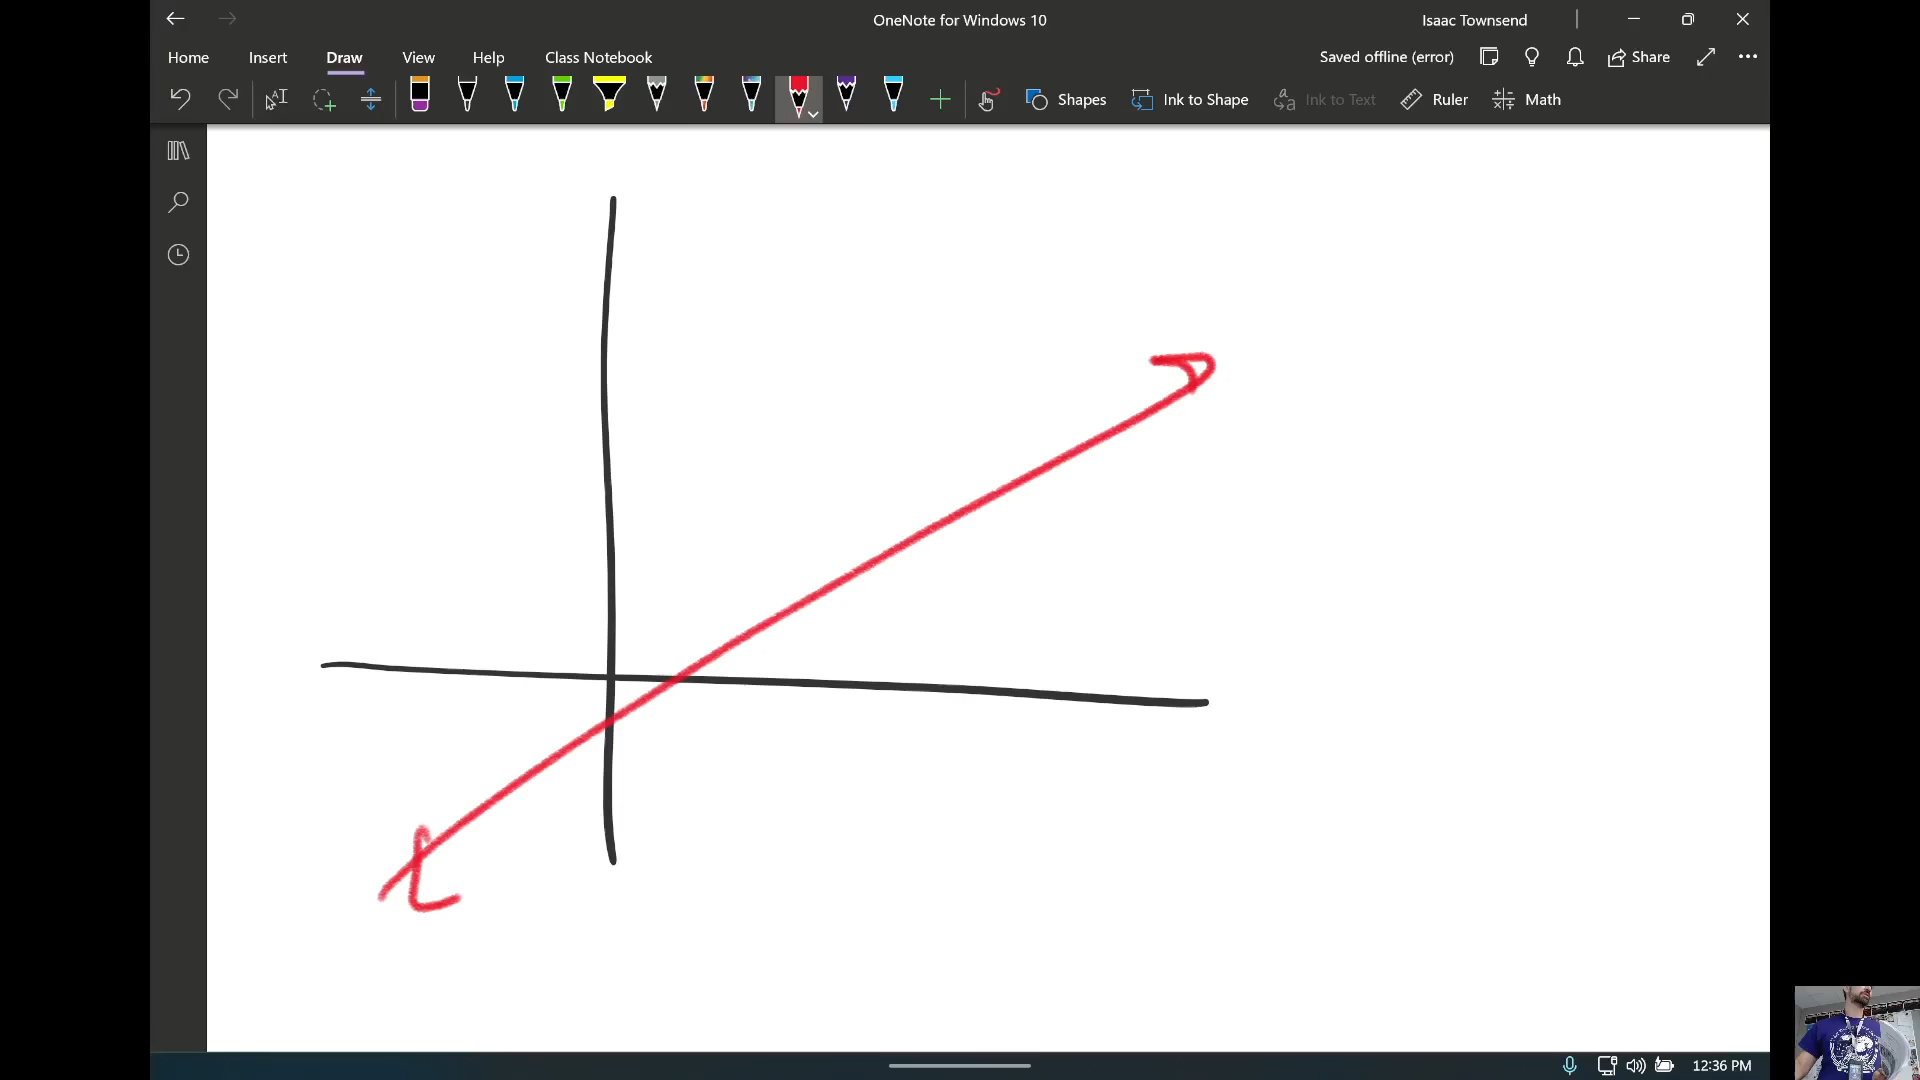 OneNote for Windows 10
Isaac Townsend
Home
Insert
Draw
View
Help
Class Notebook
Saved offline (error)
Share
Shapes
Ink to Shape
Ink to Text
Ruler
Math
12:36 PM